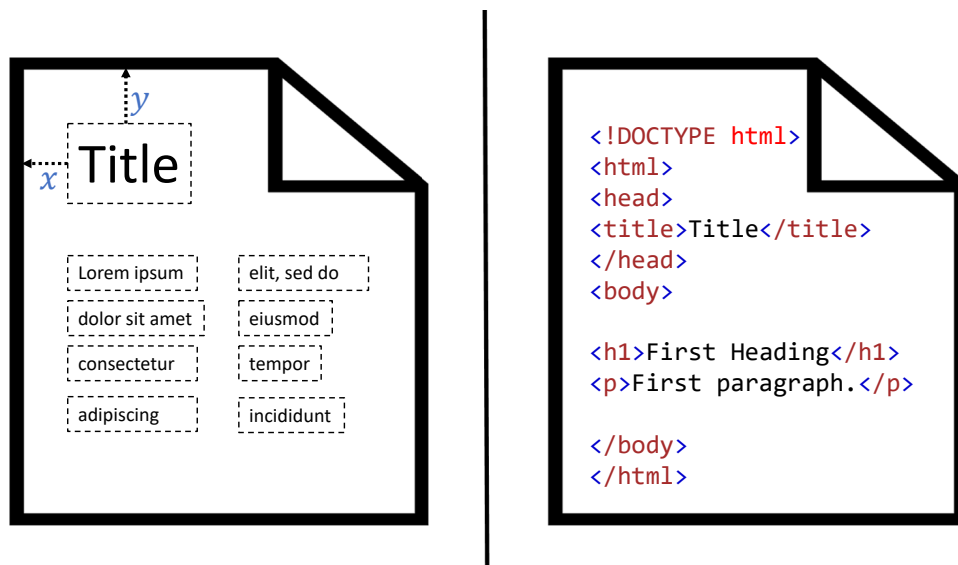 y
x
Title
Lorem ipsum
dolor sit amet
consectetur
adipiscing
elit, sed do
eiusmod
tempor
incididunt
<!DOCTYPE html>
<html>
<head>
<title>Title</title>
</head>
<body>
<h1>First Heading</h1>
<p>First paragraph.</p>
</body>
</html>